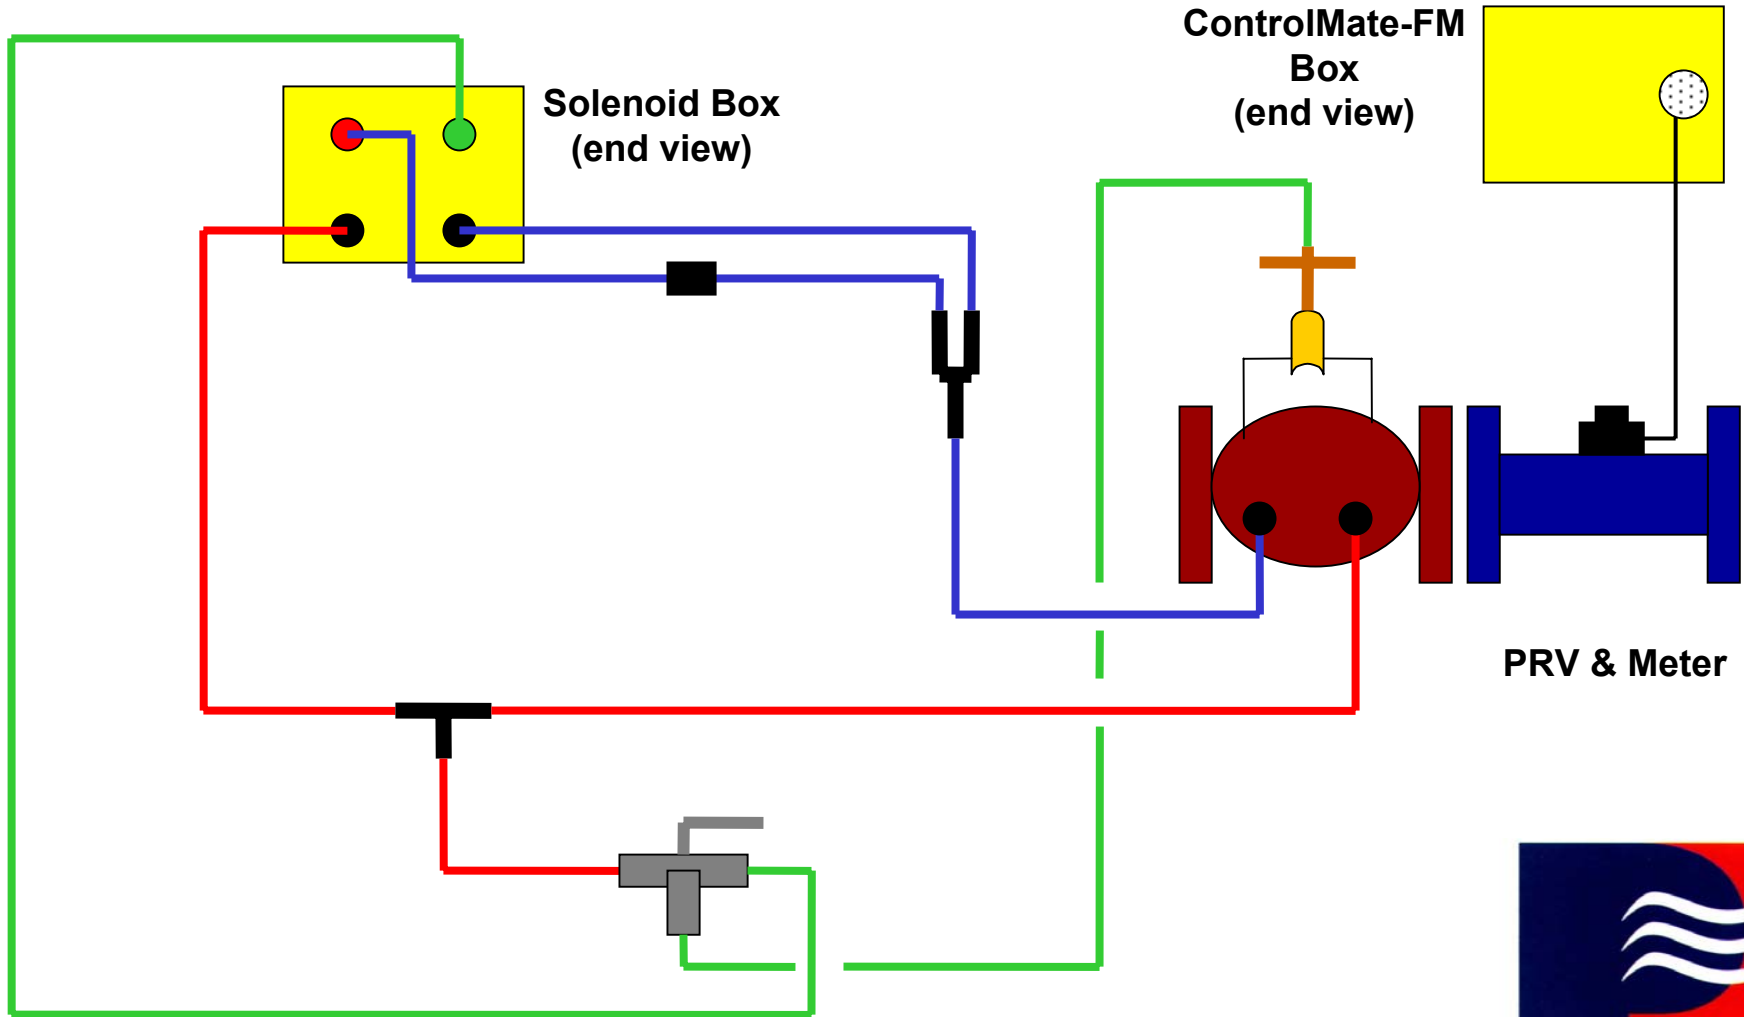 Solenoid Box
(end view)
ControlMate-FM
Box
(end view)
PRV & Meter